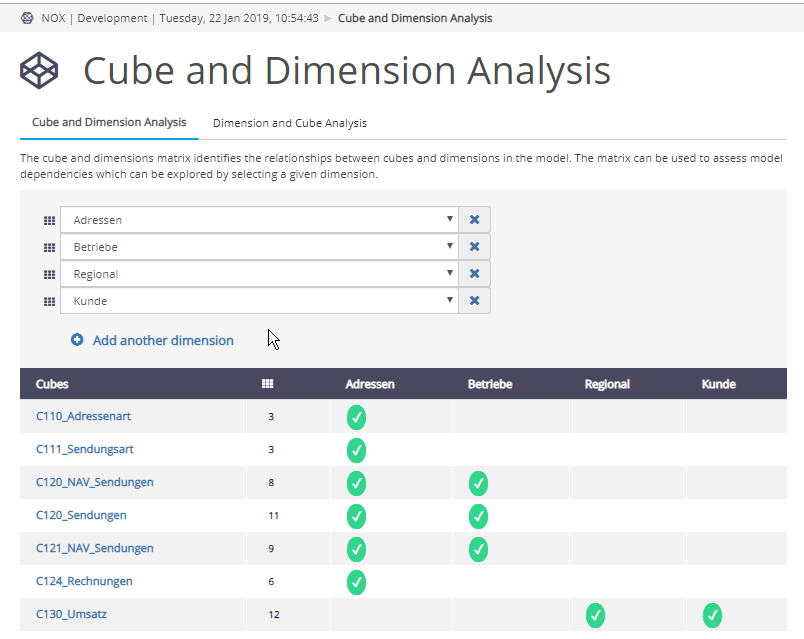 NOX | Development | Tuesday, 22 Jan 2019, 10:54:43 ► Cube and Dimension Analysis
Cube and Dimension Analysis
Cube and Dimension Analysis Dimension and Cube Analysis
The cube and dimensions matrix identifies the relationships between cubes and dimensions in the model. The matrix can be used to assess model
dependencies which can be explored by selecting a given dimension.
Adressen
Betriebe
Regional
Kunde
Add another dimension
Cubes Adressen Betriebe Regional Kunde
C110_Adressenart 3
C111_Sendungsart 3
C120_NAV_Sendungen 8
C120_Sendungen 11
C121_NAV_Sendungen 9
C124_Rechnungen 6
C130_Umsatz 12